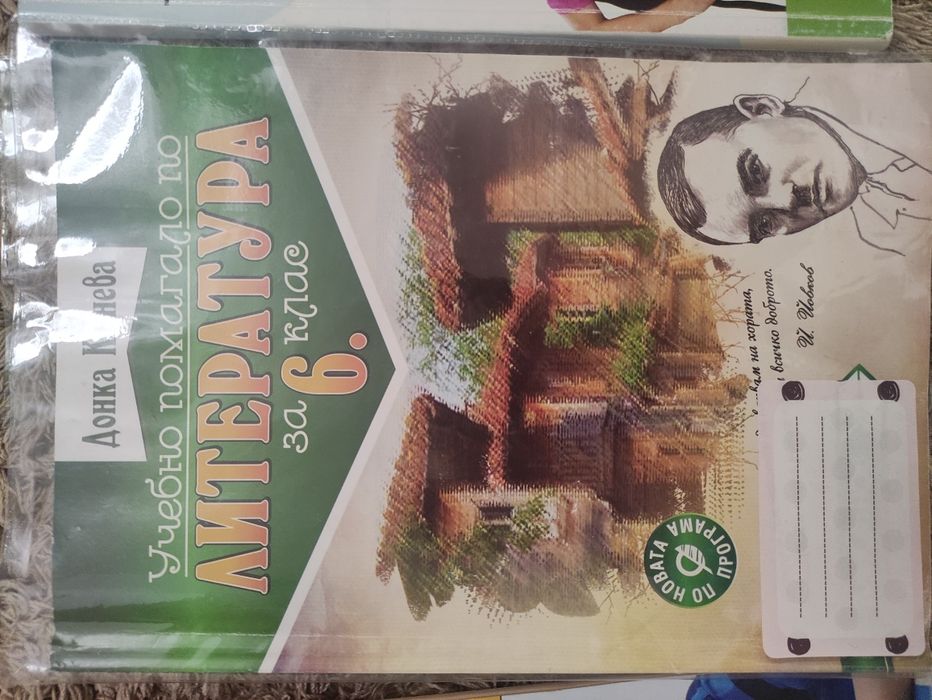 Донка
Учебно помагало по
ЛИТЕРАТУРА
за
6.
клас
на хората,
всичко доброто.
Й. Йовков
ПО НОВАТА
ПРОГРАМА